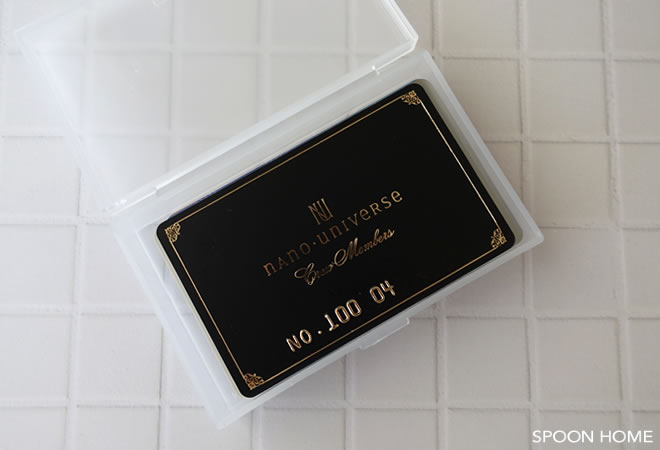 NU
nano·universe
Crew Members
NO. 100 04
SPOON HOME